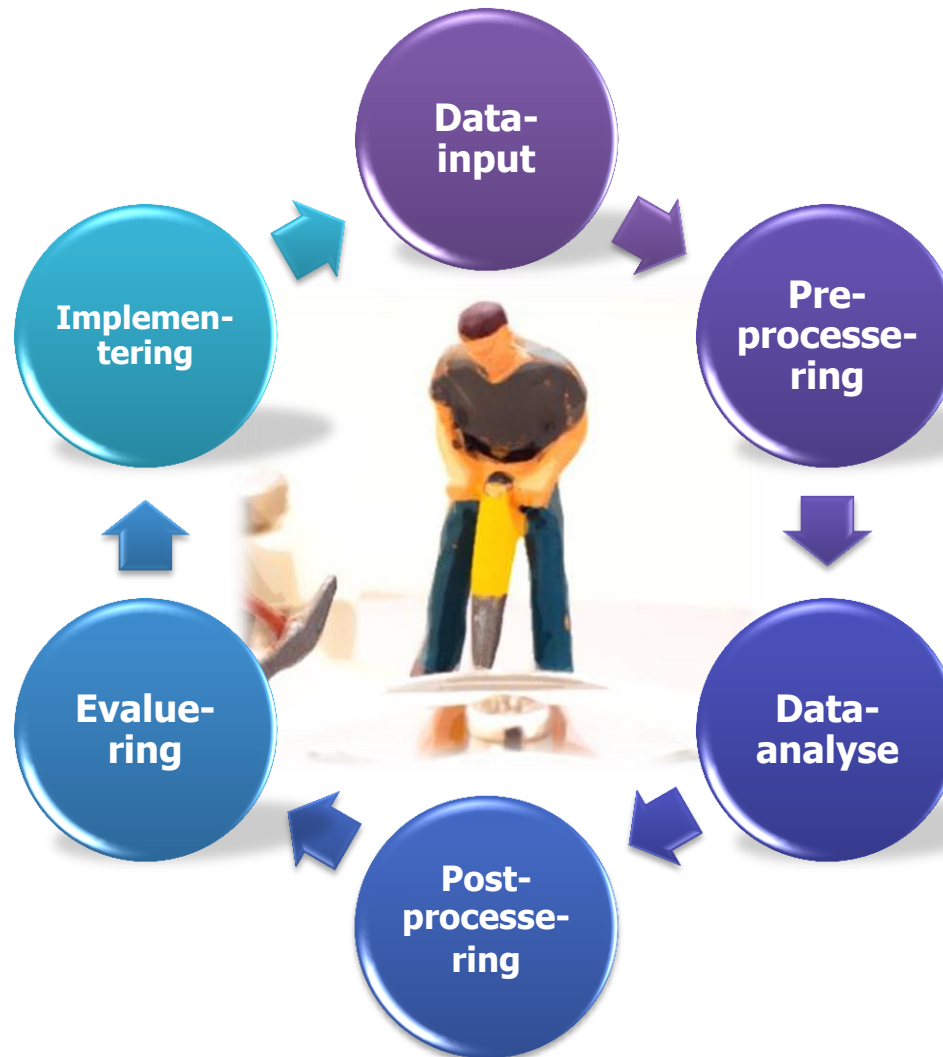 Data-
input
Pre-
processe-
ring
Data-
analyse
Post-
processe-
ring
Evalue-
ring
Implemen-
tering